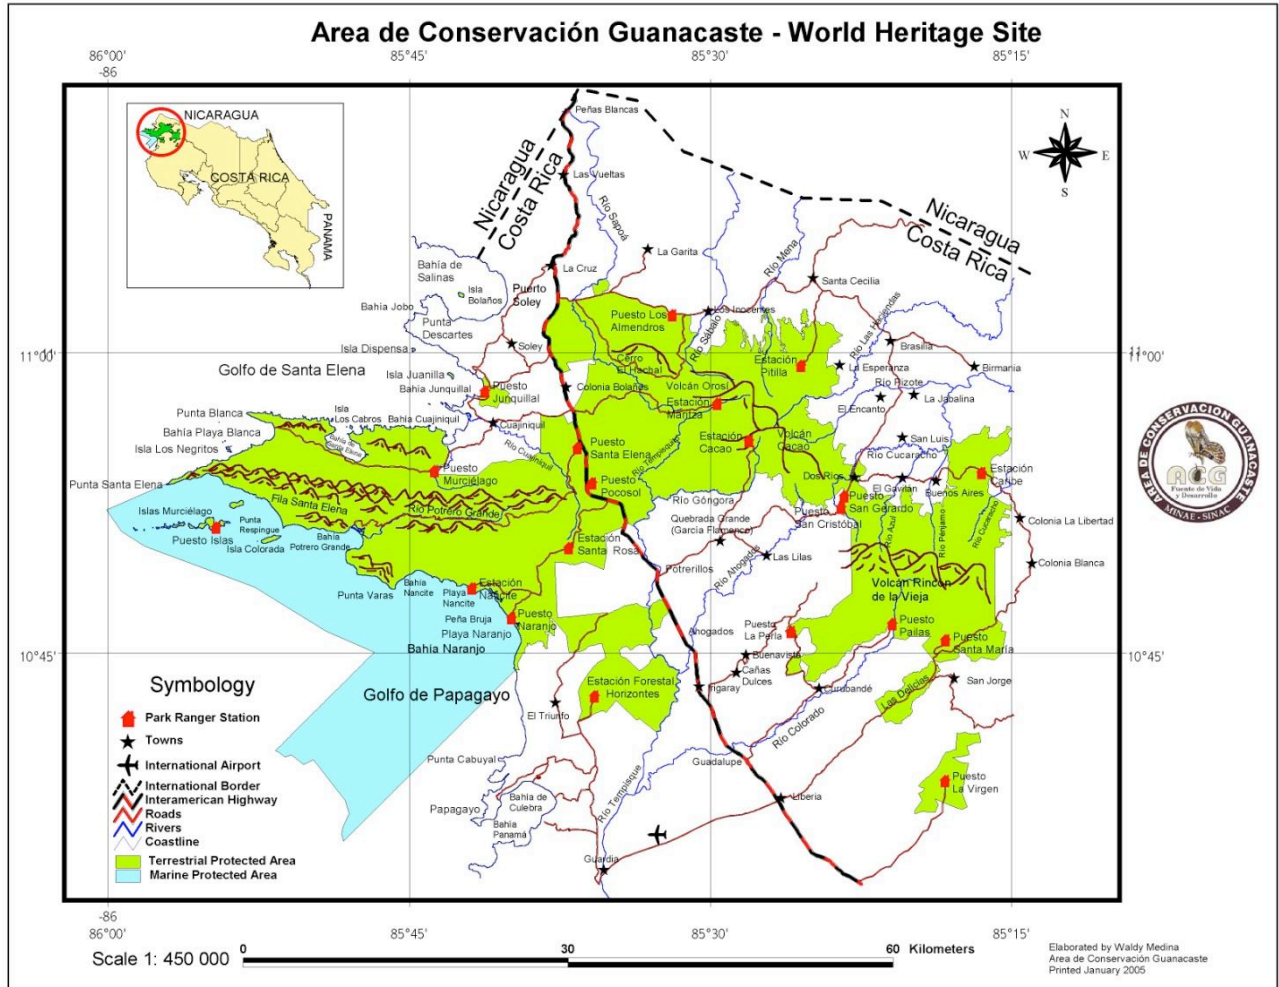 Area de Conservación Guanacaste - World Heritage Site
86°00'
85°45'
85°30'
85°15'
-86
NICARAGUA
COSTA RICA
PANAMA
Peñas Blancas
N
W
E
S
Nicaragua
Costa Rica
Las Vueltas
Río Sapoá
Nicaragua
Costa Rica
La Garita
Río Mena
Bahía de
Salinas
La Cruz
Santa Cecilia
Isla
Bolaños
Puerto
Soley
Bahía Jobo
Puesto Los
Almendros
Los Inocentes
Río Sábalo
Río Las Haciendas
Punta
Descartes
Soley
Brasilia
11°00'
Isla Dispensa
11°00'
Golfo de Santa Elena
Cerro
El Hachal
Estación
Pitilla
La Esperanza
Birmania
Isla Juanilla
Bahía Junquillal
Puesto
Junquillal
Colonia Bolaños
Volcán Orosí
Río Pizote
Estación
Maritza
El Encanto
La Jabalina
Punta Blanca
Isla
Los Cabros
Bahía Cuajiniquil
Cuajiniquil
Bahía Playa Blanca
Bahía de
Santa Elena
Río Cuajiniquil
Puesto
Santa Elena
Río Tempisquito
Estación
Cacao
Volcán
Cacao
San Luis
Isla Los Negritos
Río Cucaracho
Puesto
Murciélago
Puesto
Pocosol
Dos Ríos
El Gavilán
Buenos Aires
Estación
Caribe
Punta Santa Elena
Fila Santa Elena
Río Potrero Grande
Río Góngora
Puesto
San Gerardo
Puesto
San Cristóbal
Islas Murciélago
Quebrada Grande
(García Flamenco)
Río Azul
Río Pénjamo
Río Cucaracho
Colonia La Libertad
Puesto Islas
Punta
Respingue
Isla Colorada
Bahía
Potrero Grande
Estación
Santa Rosa
Río Ahogados
Las Lilas
Potrerillos
Colonia Blanca
Volcán Rincón
de la Vieja
Punta Varas
Bahía
Nancite
Playa
Nancite
Estación
Nancite
Peña Bruja
Puesto
Naranjo
Playa Naranjo
Bahía Naranjo
Ahogados
Puesto
La Perla
Puesto
Pailas
Puesto
Santa María
10°45'
10°45'
Buenavista
Cañas
Dulces
Golfo de Papagayo
Estación Forestal
Horizontes
Irigaray
Curubandé
Las Delicias
San Jorge
El Triunfo
Río Colorado
Punta Cabuyal
Guadalupe
Río Tempisque
Puesto
La Virgen
Papagayo
Bahía de
Culebra
Bahía
Panamá
Liberia
Guardia
Symbology
Park Ranger Station
Towns
International Airport
International Border
Interamerican Highway
Roads
Rivers
Coastline
Terrestrial Protected Area
Marine Protected Area
AREA DE CONSERVACION GUANACASTE
ACG
Fuente de Vida
y Desarrollo
MINAE - SINAC
-86
86°00'
85°45'
85°30'
85°15'
Scale 1: 450 000
0
30
60 Kilometers
Elaborated by Waldy Medina
Area de Conservación Guanacaste
Printed January 2005